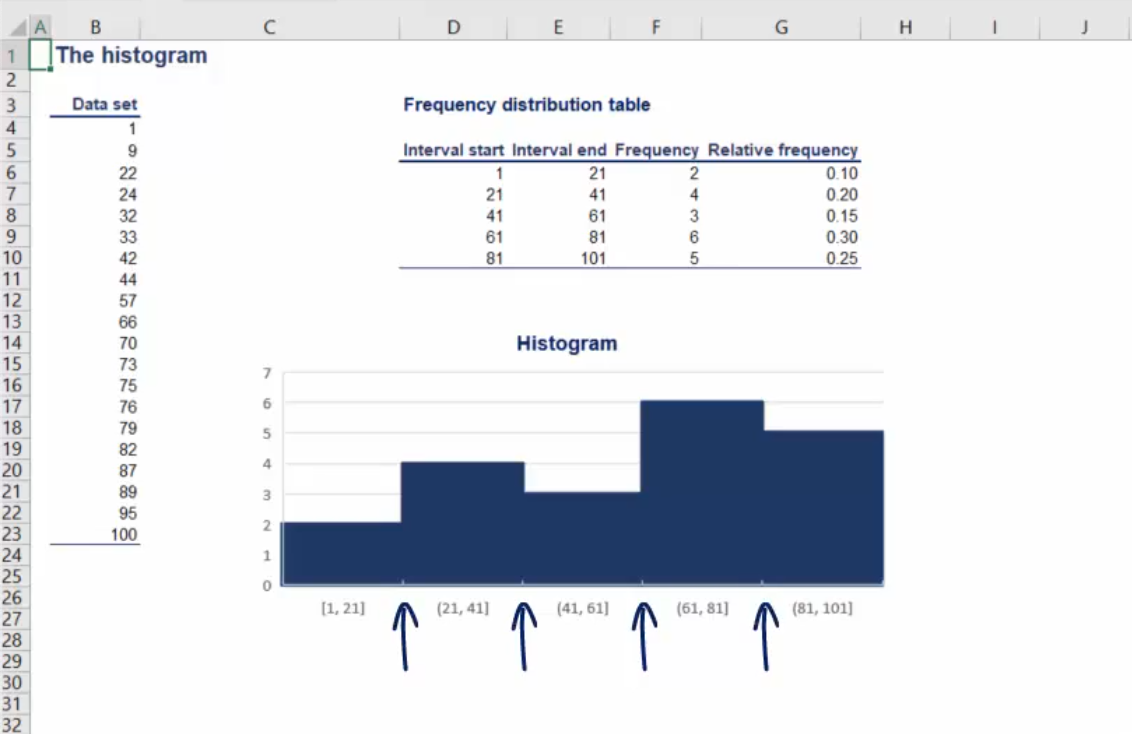 A B C D E F G H I J
1 The histogram
2
3 Data set Frequency distribution table
4 1
5 9 Interval start Interval end Frequency Relative frequency
6 22 1 21 2 0.10
7 24 21 41 4 0.20
8 32 41 61 3 0.15
9 33 61 81 6 0.30
10 42 81 101 5 0.25
11 44
12 57
13 66
14 70 Histogram
15 73
16 75
17 76
18 79
19 82
20 87
21 89
22 95
23 100
24
25
26
27
28
29
30
31
32
7
6
5
4
3
2
1
0
[1, 21] (21, 41] (41, 61] (61, 81] (81, 101]